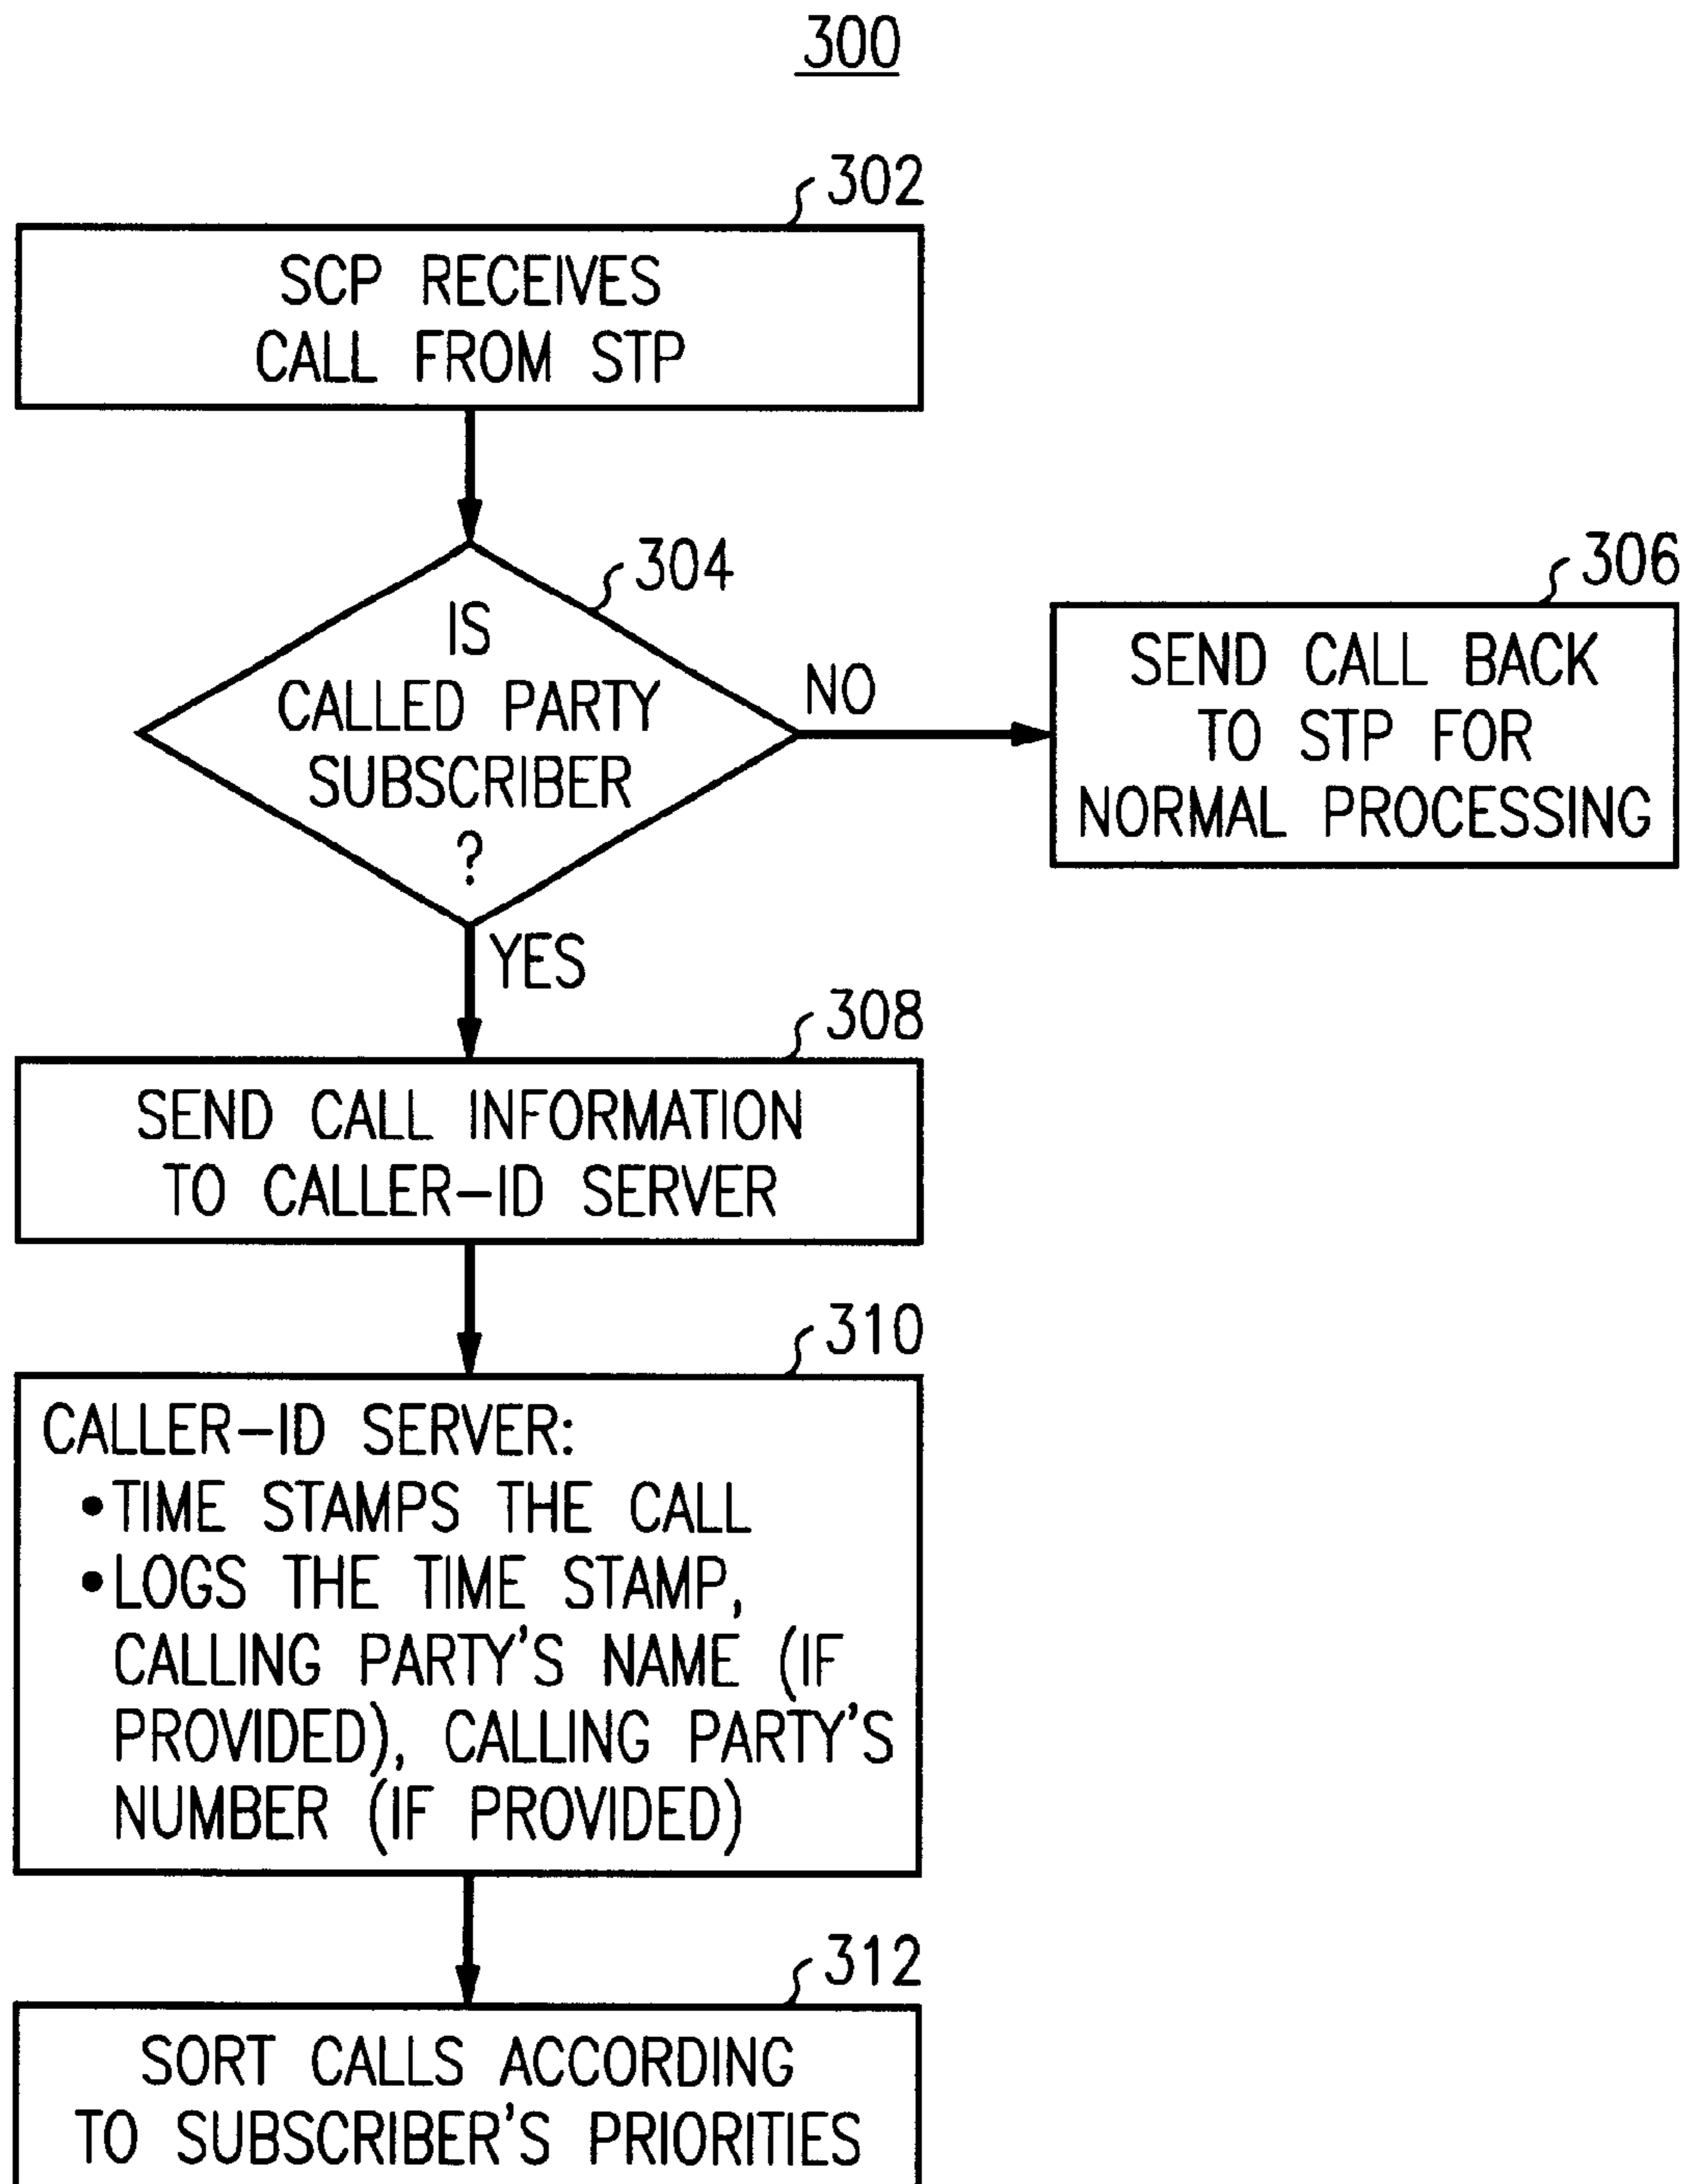 300
302
SCP RECEIVES
CALL FROM STP
304
IS
CALLED PARTY
SUBSCRIBER
?
NO
306
SEND CALL BACK
TO STP FOR
NORMAL PROCESSING
YES
308
SEND CALL INFORMATION
TO CALLER-ID SERVER
310
CALLER-ID SERVER:
•TIME STAMPS THE CALL
•LOGS THE TIME STAMP,
CALLING PARTY'S NAME (IF
PROVIDED), CALLING PARTY'S
NUMBER (IF PROVIDED)
312
SORT CALLS ACCORDING
TO SUBSCRIBER'S PRIORITIES